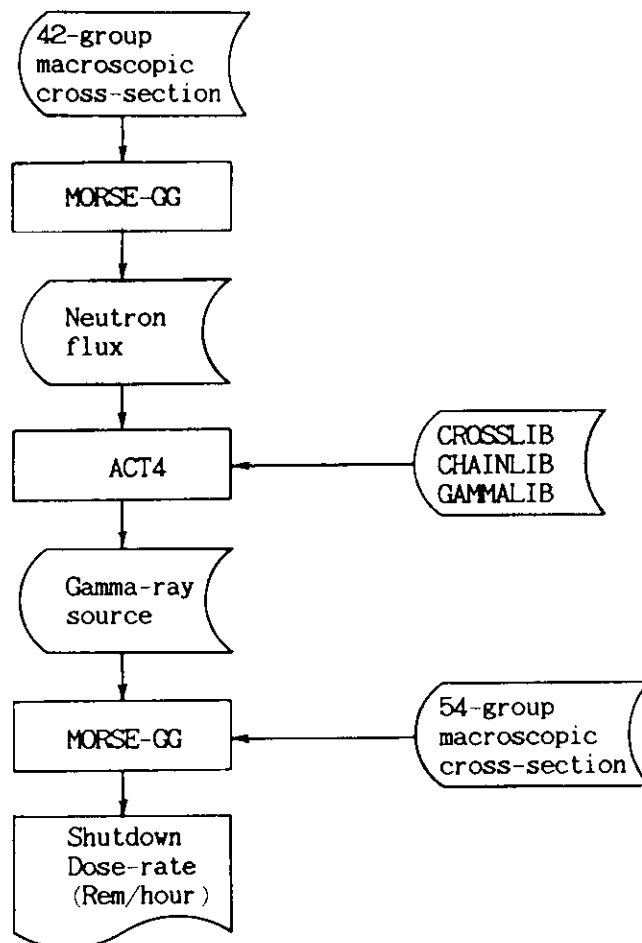 42-group
macroscopic
cross-section
MORSE-GG
Neutron
flux
ACT4
CROSSLIB
CHAINLIB
GAMMALIB
Gamma-ray
source
MORSE-GG
54-group
macroscopic
cross-section
Shutdown
Dose-rate
(Rem/hour)